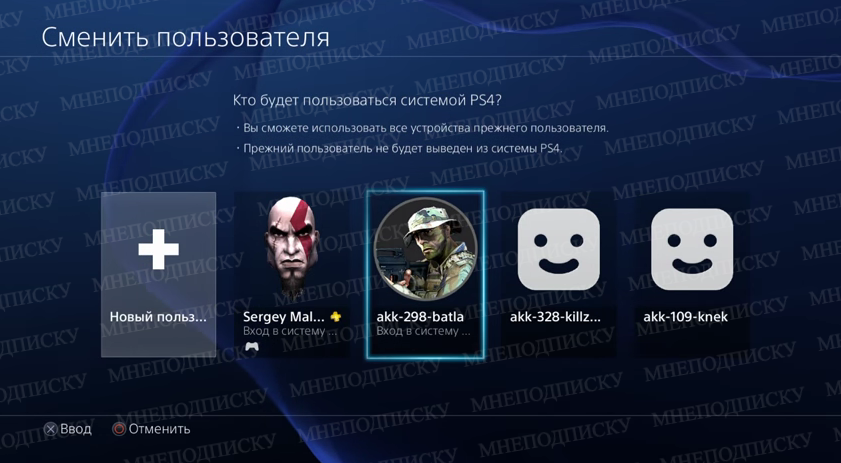 Сменить пользователя
Кто будет пользоваться системой PS4?
· Вы сможете использовать все устройства прежнего пользователя.
· Прежний пользователь не будет выведен из системы PS4.
Новый польз...
Sergey Mal...
Вход в систему ...
akk-298-batla
Вход в систему ...
akk-328-killz...
akk-109-knek
Ввод
Отменить
МНЕПОДПИСКУ